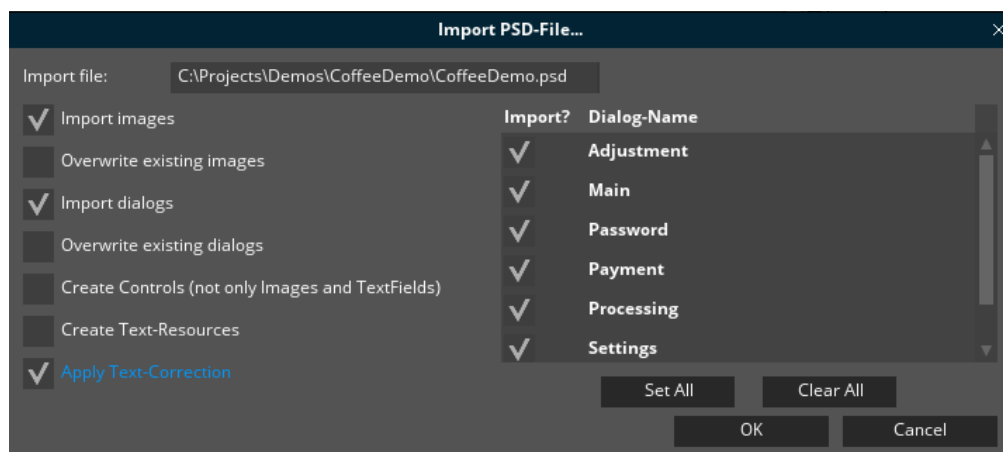 Import PSD-File...
Import file: C:\Projects\Demos\CoffeeDemo\CoffeeDemo.psd
Import images
Overwrite existing images
Import dialogs
Overwrite existing dialogs
Create Controls (not only Images and TextFields)
Create Text-Resources
Apply Text-Correction
Import? Dialog-Name
Adjustment
Main
Password
Payment
Processing
Settings
Set All Clear All
OK Cancel